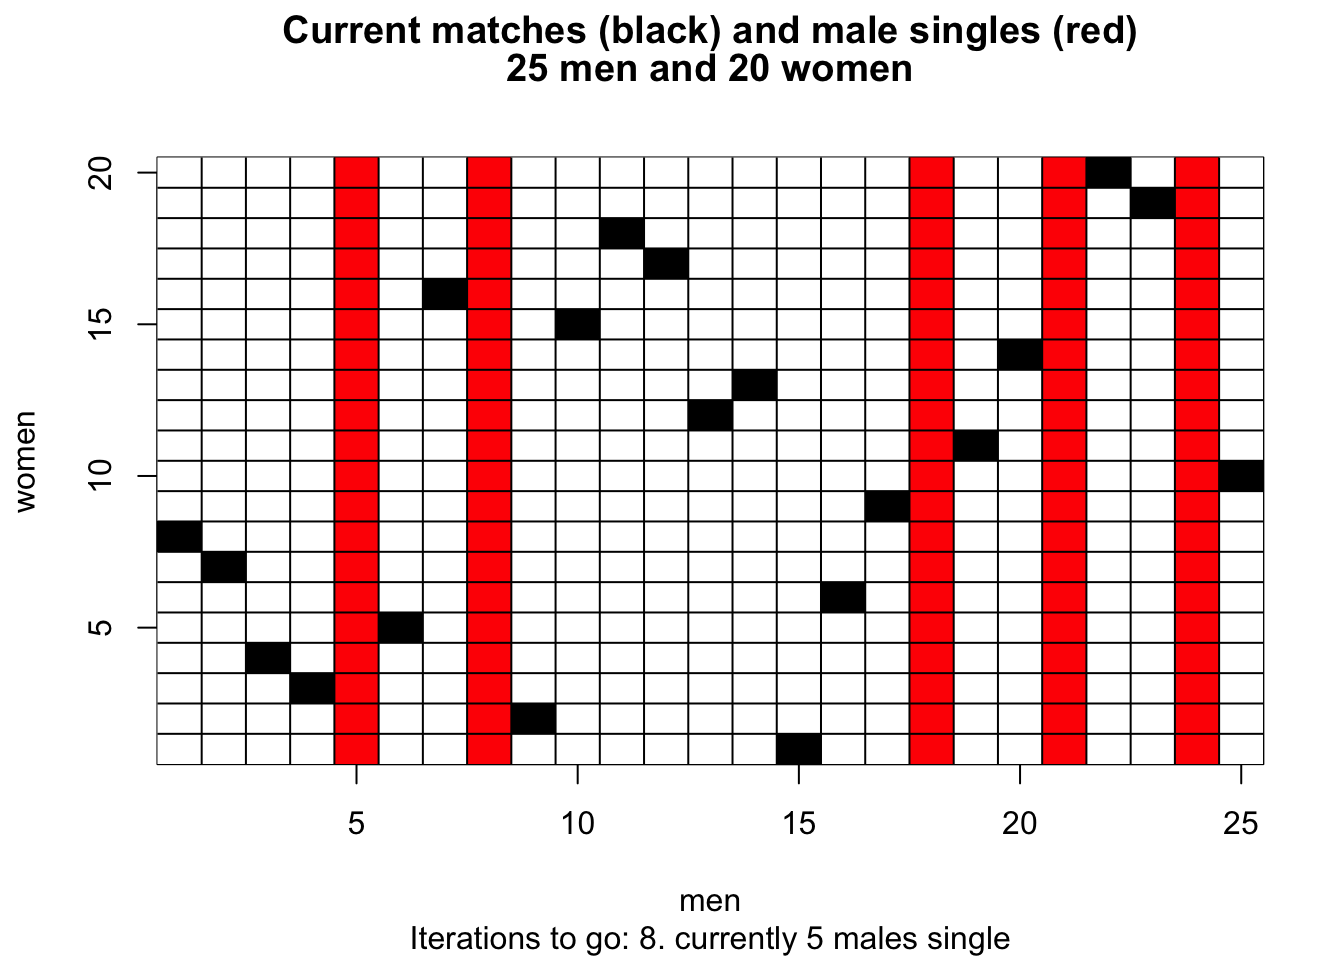 Current matches (black) and male singles (red)
25 men and 20 women
women
20
15
10
5
5 10 15 20 25
men
Iterations to go: 8. currently 5 males single